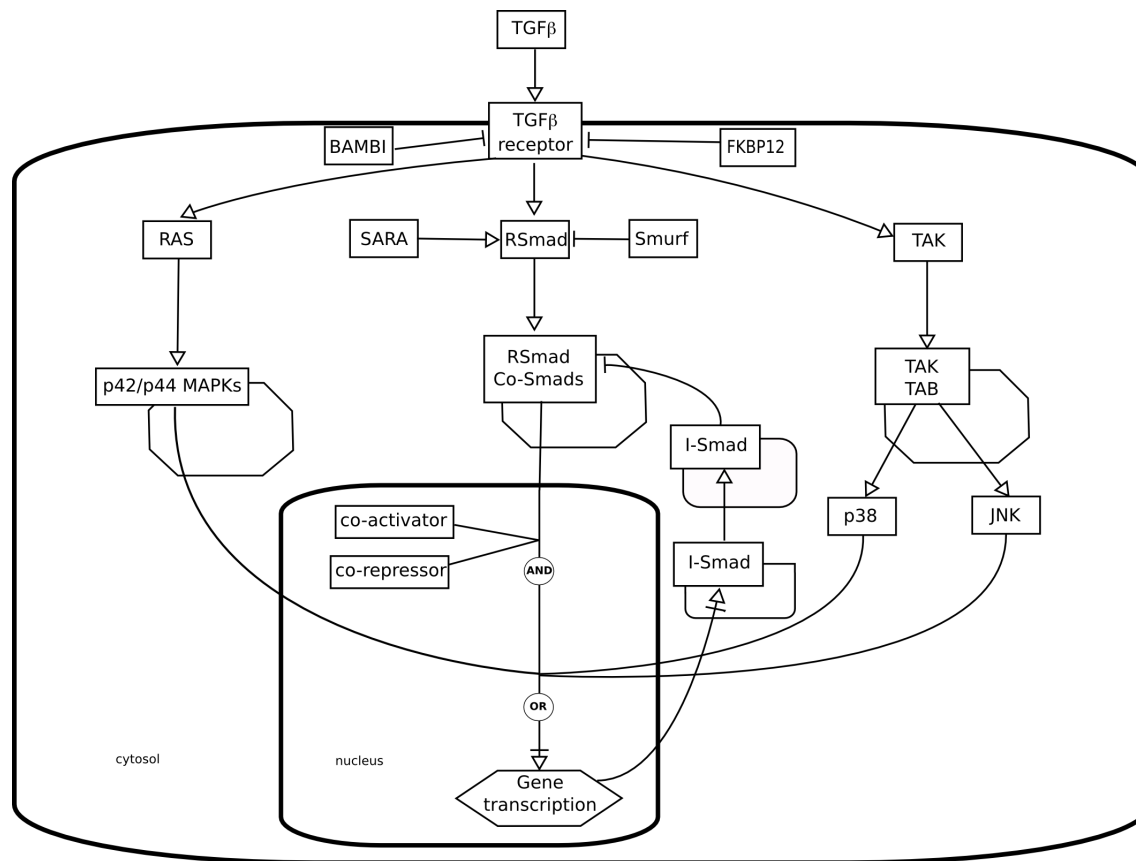 TGFβ
TGFβ
receptor
BAMBI
FKBP12
RAS
SARA
RSmad
Smurf
TAK
RSmad
Co-Smads
TAK
TAB
p42/p44 MAPKs
I-Smad
p38
JNK
co-activator
co-repressor
AND
I-Smad
OR
cytosol
nucleus
Gene
transcription